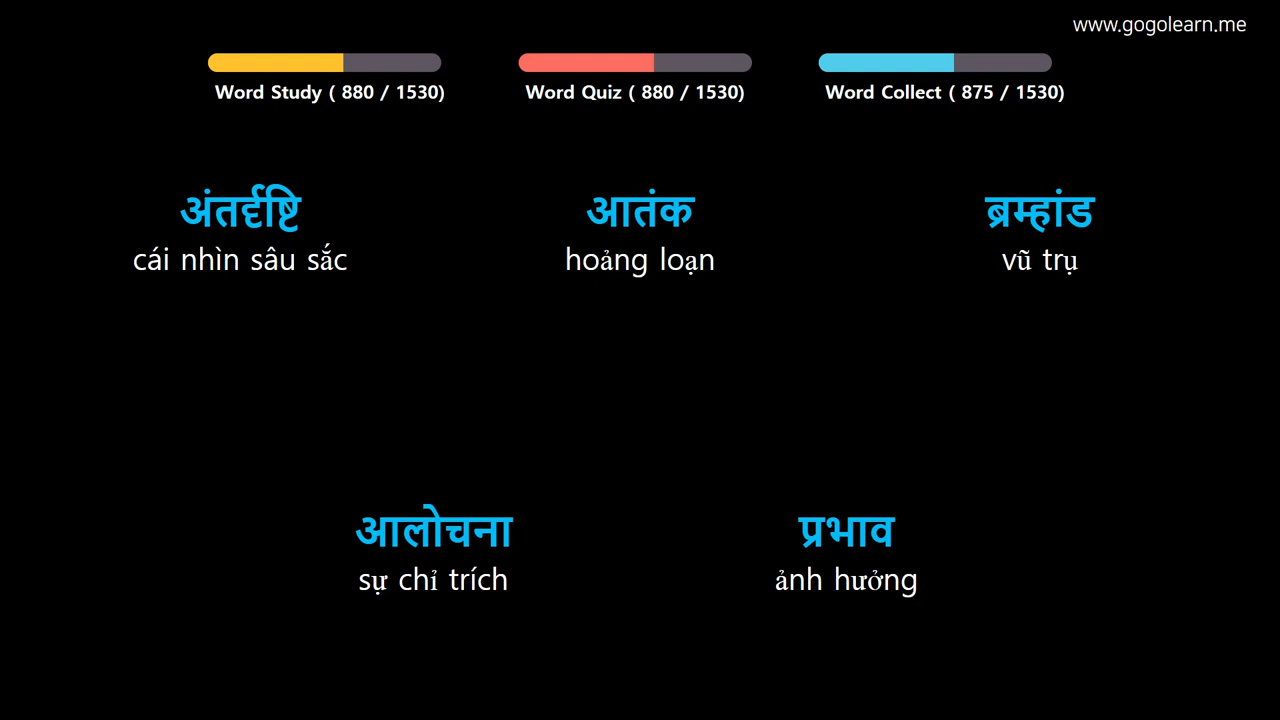 www.gogolearn.me
Word Study ( 880 / 1530)
Word Quiz ( 880 / 1530)
Word Collect ( 875 / 1530)
अंतर्दृष्टि
cái nhìn sâu sắc
आतंक
hoảng loạn
ब्रम्हांड
vũ trụ
आलोचना
sự chỉ trích
प्रभाव
ảnh hưởng